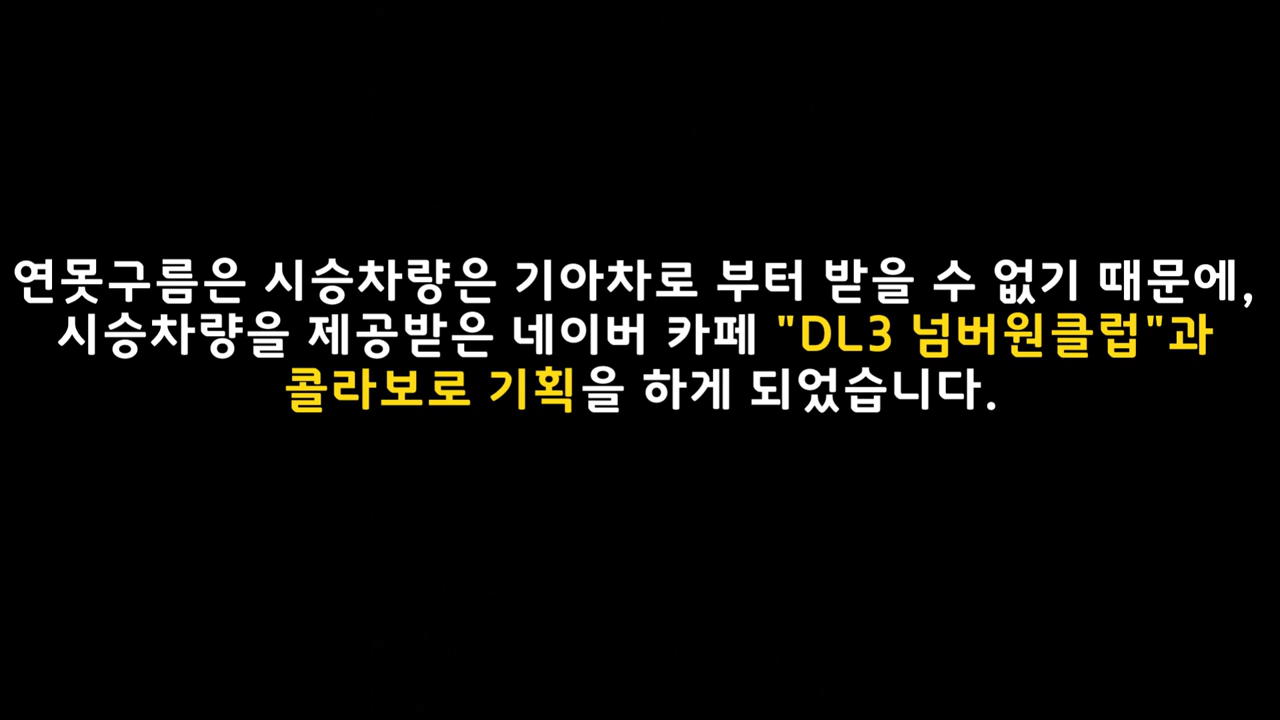 연못구름은 시승차량은 기아차로 부터 받을 수 없기 때문에,
시승차량을 제공받은 네이버 카페 "DL3 넘버원클럽"과
콜라보로 기획을 하게 되었습니다.